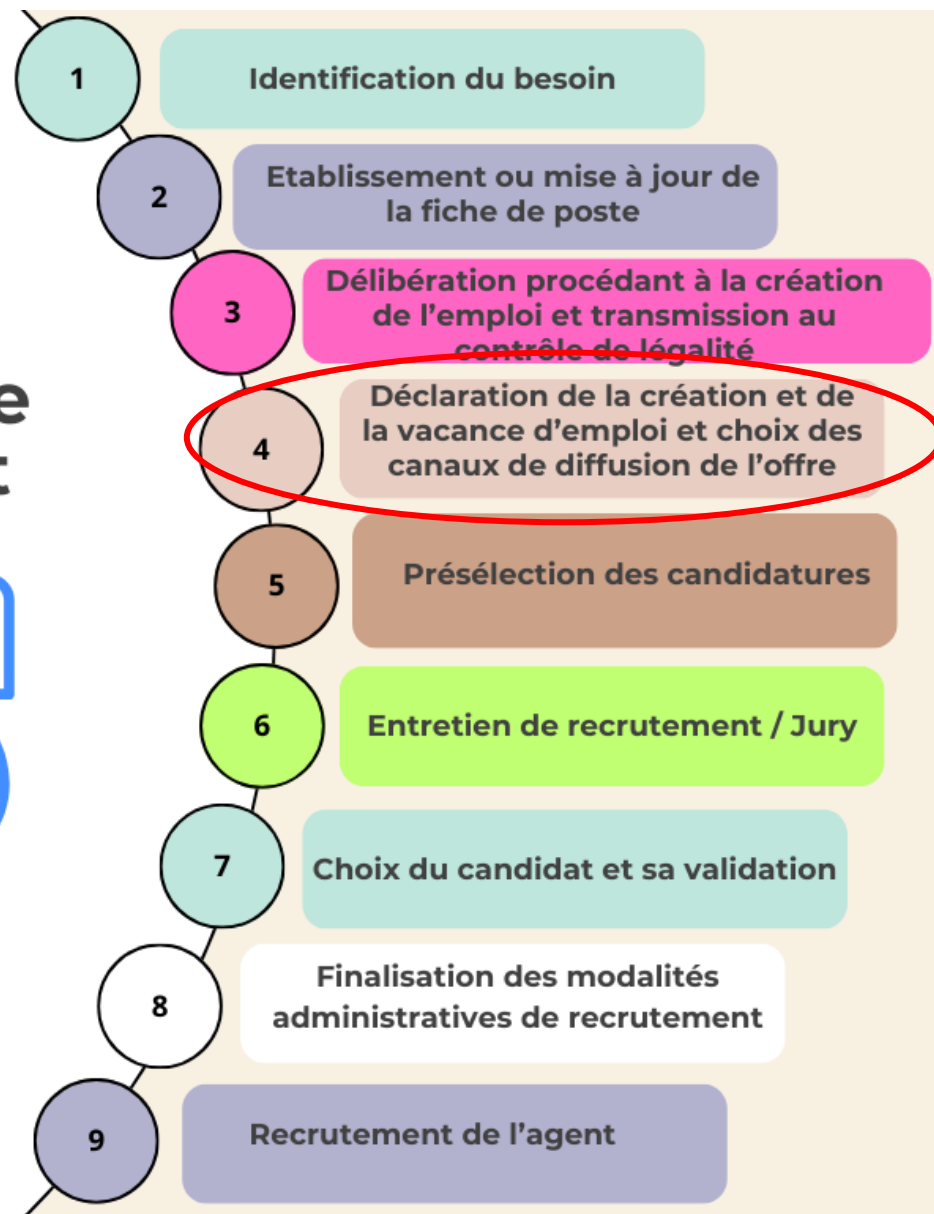 1
Identification du besoin
2
Etablissement ou mise à jour de
la fiche de poste
3
Délibération procédant à la création
de l'emploi et transmission au
contrôle de légalité
4
Déclaration de la création et de
la vacance d'emploi et choix des
canaux de diffusion de l'offre
5
Présélection des candidatures
6
Entretien de recrutement / Jury
7
Choix du candidat et sa validation
8
Finalisation des modalités
administratives de recrutement
9
Recrutement de l'agent
e
t